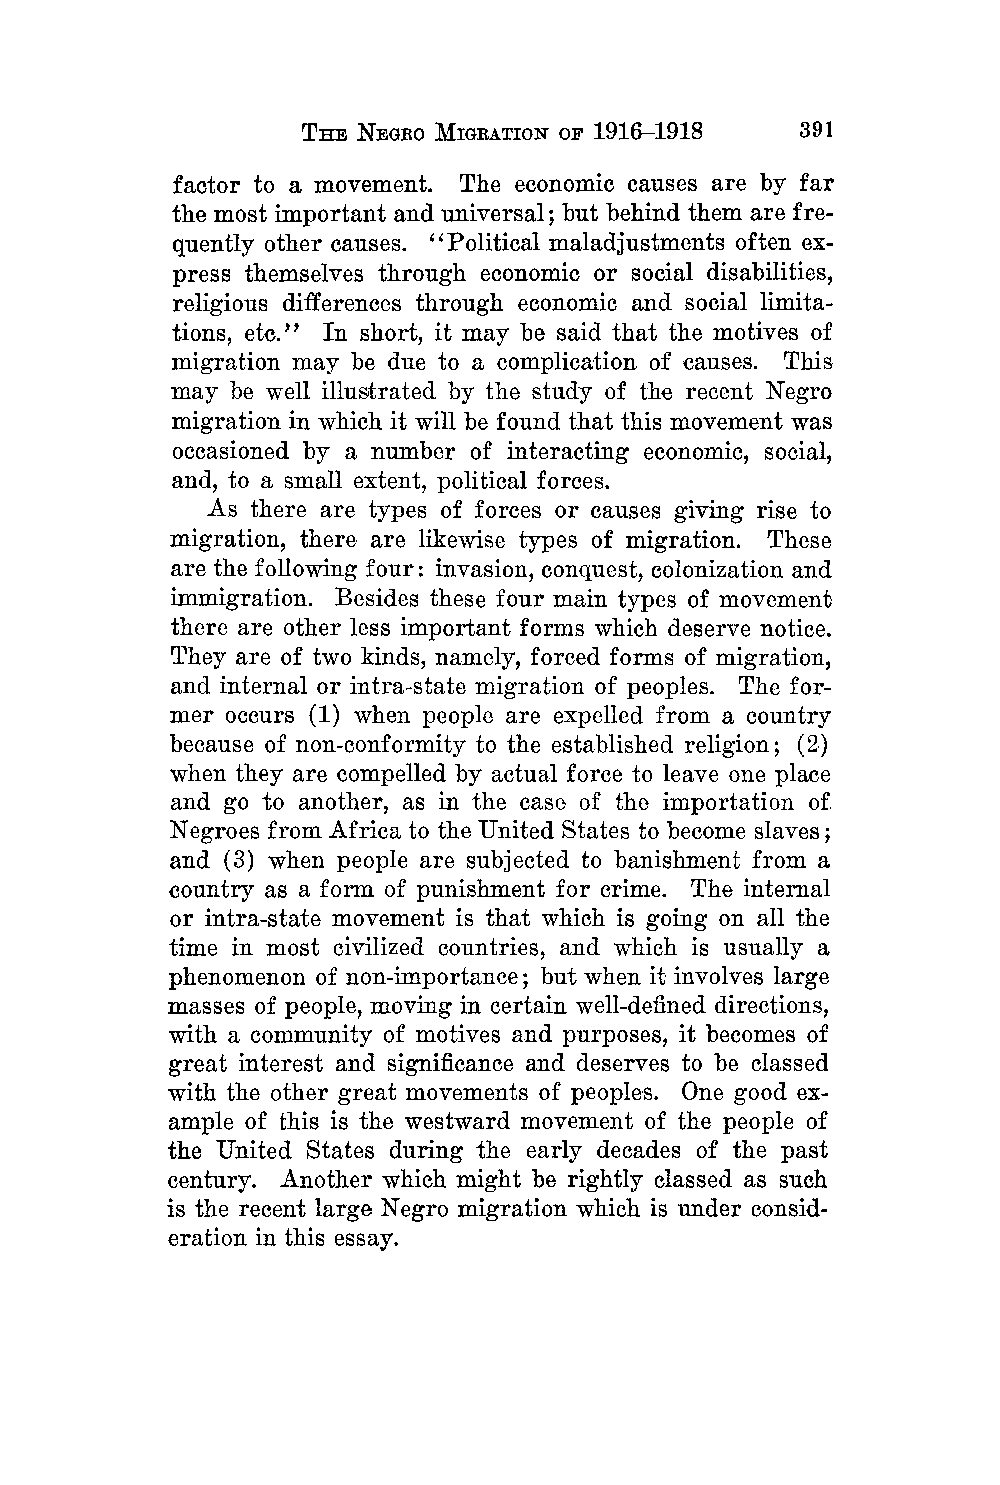 THE NEGRO MIGRATION OF 1916–1918 391
factor to a movement. The economic causes are by far
the most important and universal; but behind them are fre-
quently other causes. "Political maladjustments often ex-
press themselves through economic or social disabilities,
religious differences through economic and social limita-
tions, etc." In short, it may be said that the motives of
migration may be due to a complication of causes. This
may be well illustrated by the study of the recent Negro
migration in which it will be found that this movement was
occasioned by a number of interacting economic, social,
and, to a small extent, political forces.
As there are types of forces or causes giving rise to
migration, there are likewise types of migration. These
are the following four: invasion, conquest, colonization and
immigration. Besides these four main types of movement
there are other less important forms which deserve notice.
They are of two kinds, namely, forced forms of migration,
and internal or intra-state migration of peoples. The for-
mer occurs (1) when people are expelled from a country
because of non-conformity to the established religion; (2)
when they are compelled by actual force to leave one place
and go to another, as in the case of the importation of
Negroes from Africa to the United States to become slaves;
and (3) when people are subjected to banishment from a
country as a form of punishment for crime. The internal
or intra-state movement is that which is going on all the
time in most civilized countries, and which is usually a
phenomenon of non-importance; but when it involves large
masses of people, moving in certain well-defined directions,
with a community of motives and purposes, it becomes of
great interest and significance and deserves to be classed
with the other great movements of peoples. One good ex-
ample of this is the westward movement of the people of
the United States during the early decades of the past
century. Another which might be rightly classed as such
is the recent large Negro migration which is under consid-
eration in this essay.